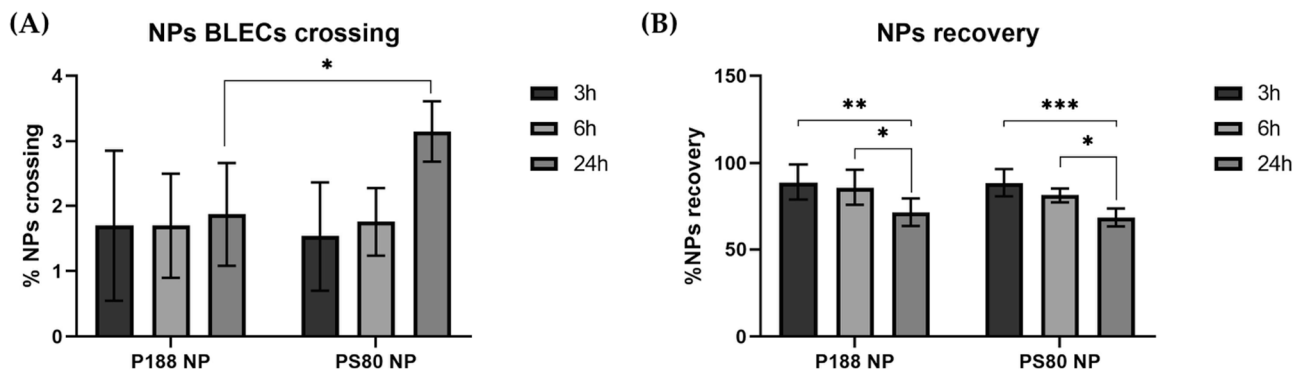 (A)
NPs BLECs crossing
% NPs crossing
4
3
2
1
0
*
P188 NP
PS80 NP
3h
6h
24h
(B)
NPs recovery
%NPs recovery
150
100
50
0
**
*
***
*
P188 NP
PS80 NP
3h
6h
24h